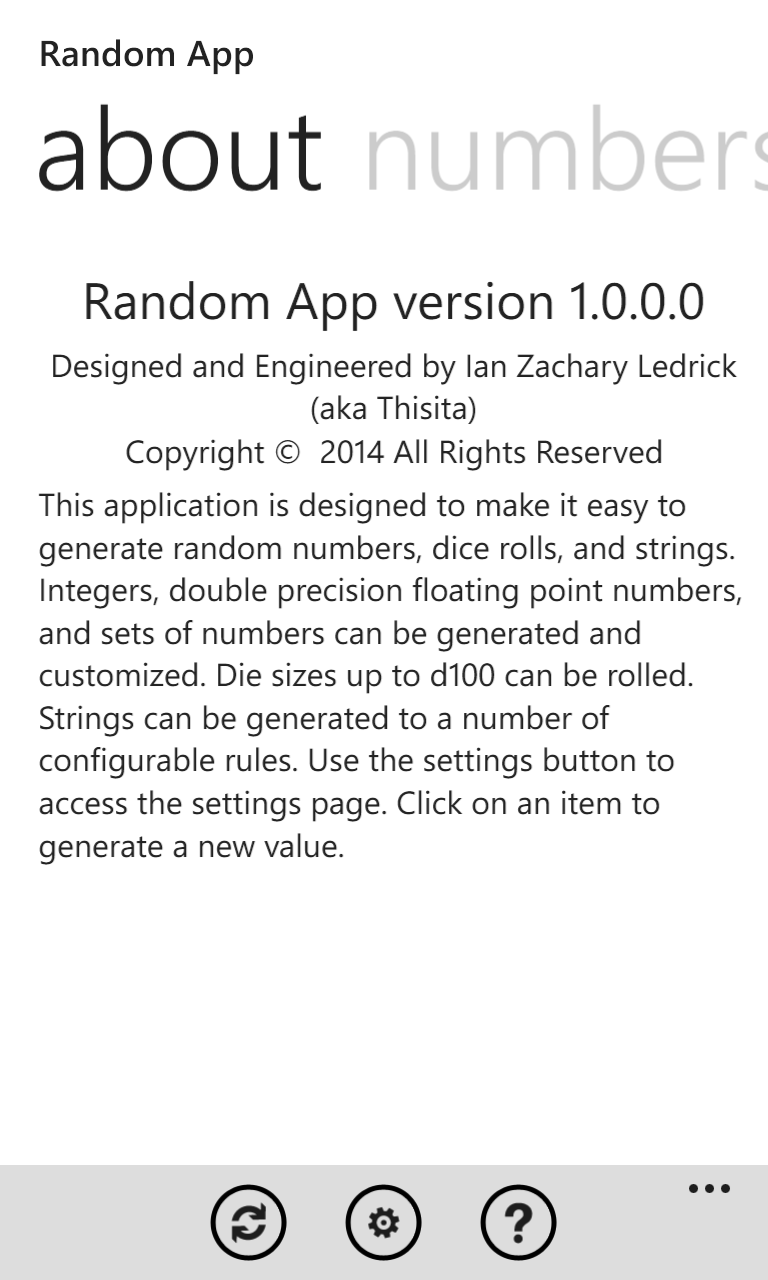 Random App
about numbers
Random App version 1.0.0.0
Designed and Engineered by Ian Zachary Ledrick
(aka Thisita)
Copyright ©  2014 All Rights Reserved
This application is designed to make it easy to
generate random numbers, dice rolls, and strings.
Integers, double precision floating point numbers,
and sets of numbers can be generated and
customized. Die sizes up to d100 can be rolled.
Strings can be generated to a number of
configurable rules. Use the settings button to
access the settings page. Click on an item to
generate a new value.